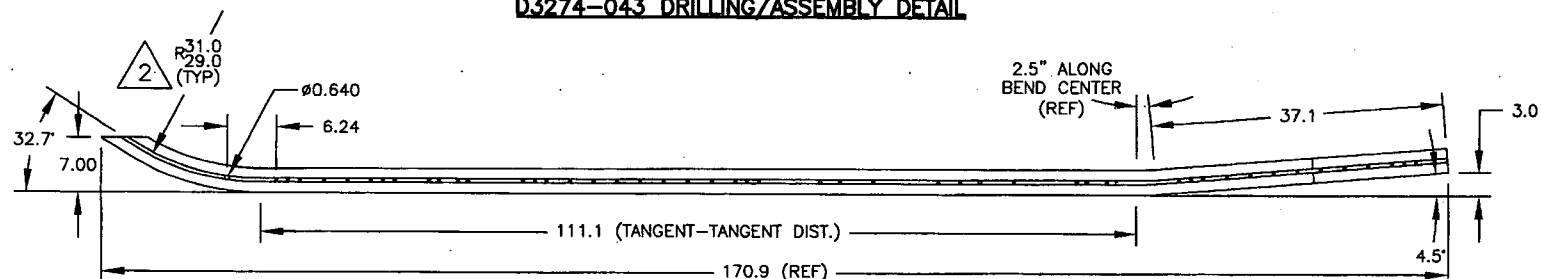 D3274-043 DRILLING/ASSEMBLY DETAIL
2
R31.0
29.0
(TYP)
ø0.640
6.24
32.7°
7.00
2.5" ALONG
BEND CENTER
(REF)
37.1
3.0
111.1 (TANGENT-TANGENT DIST.)
4.5°
170.9 (REF)